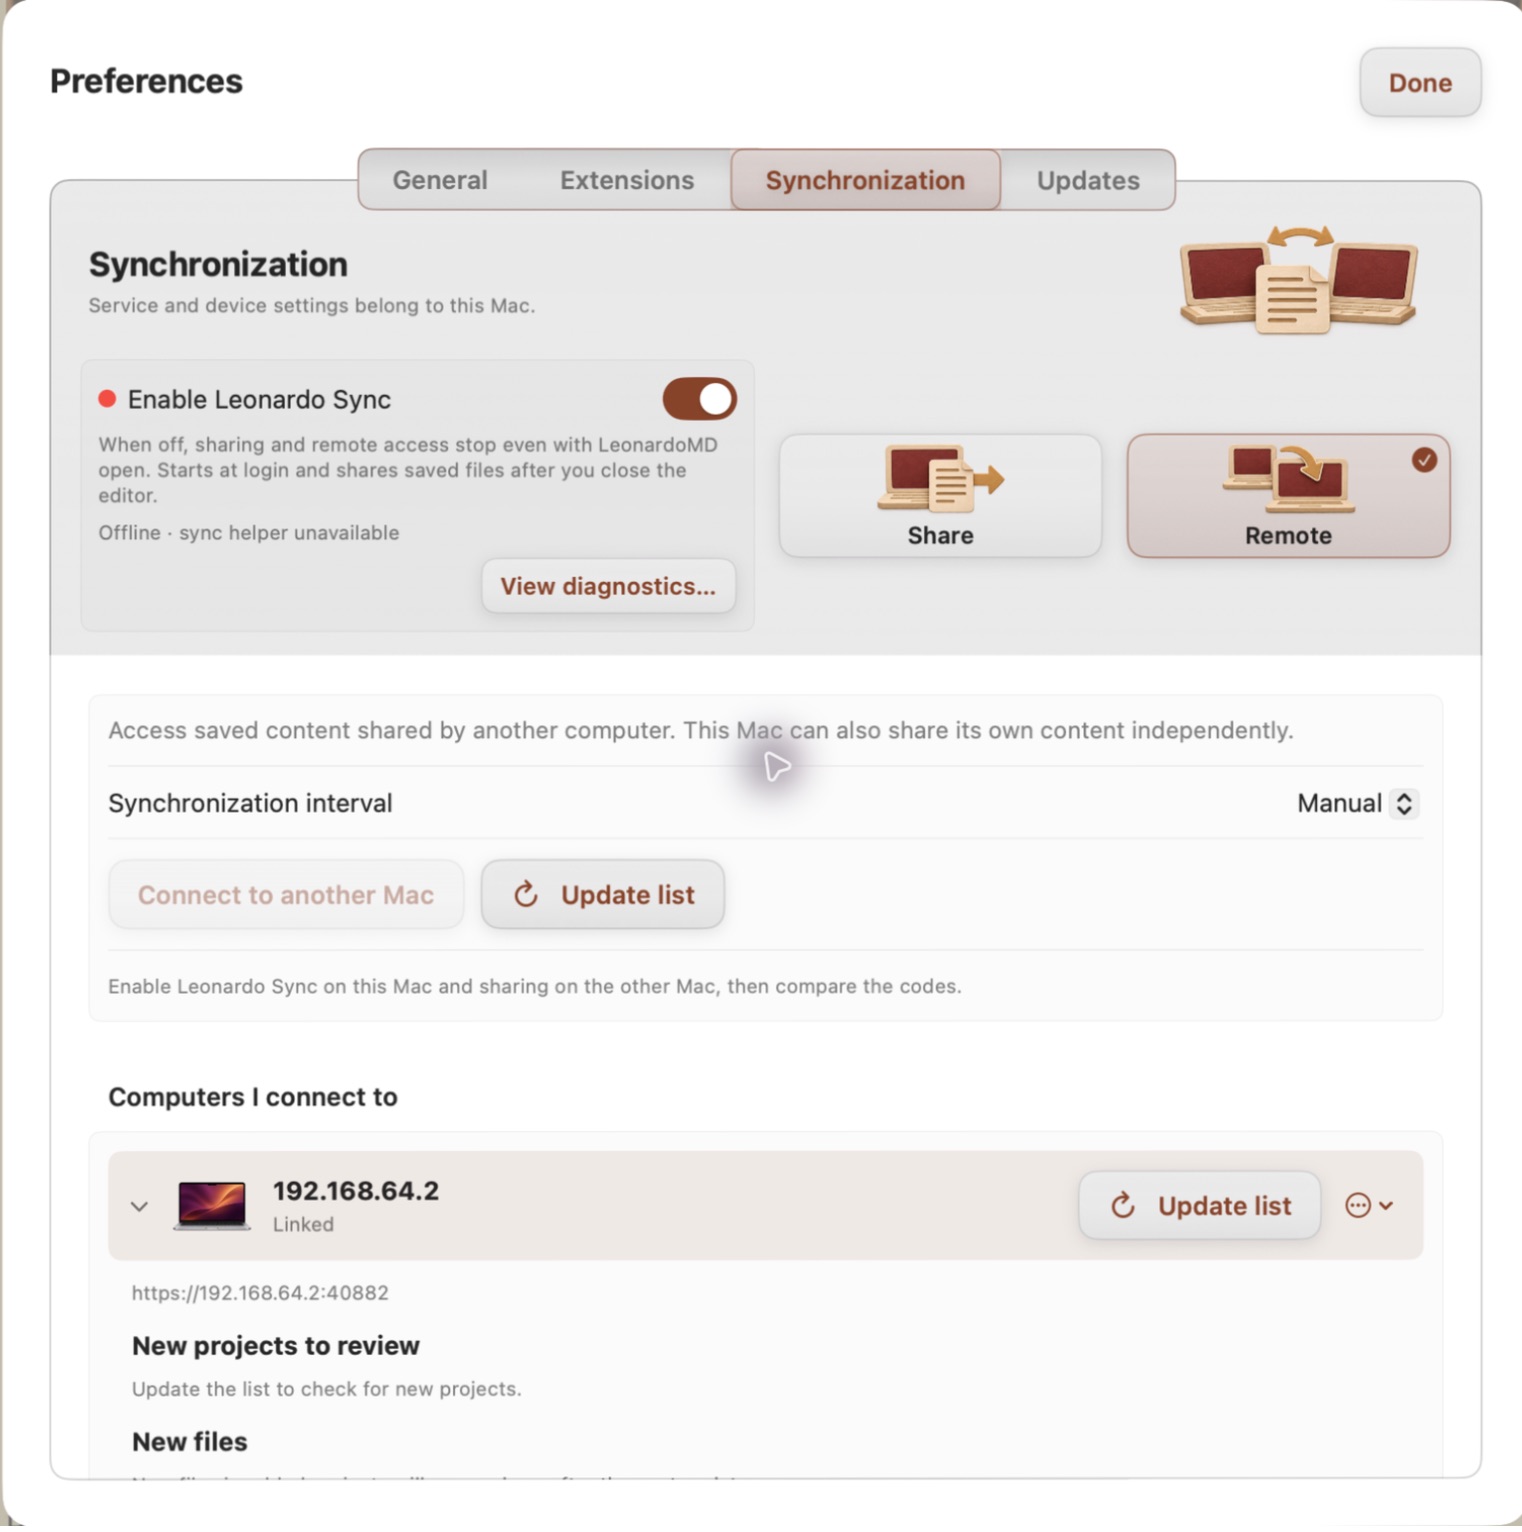 Preferences
Done
General
Extensions
Synchronization
Updates
Synchronization
Service and device settings belong to this Mac.
Enable Leonardo Sync
When off, sharing and remote access stop even with LeonardoMD
open. Starts at login and shares saved files after you close the
editor.
Offline · sync helper unavailable
View diagnostics...
Share
Remote
Access saved content shared by another computer. This Mac can also share its own content independently.
Synchronization interval
Manual
Connect to another Mac
Update list
Enable Leonardo Sync on this Mac and sharing on the other Mac, then compare the codes.
Computers I connect to
192.168.64.2
Linked
Update list
https://192.168.64.2:40882
New projects to review
Update the list to check for new projects.
New files